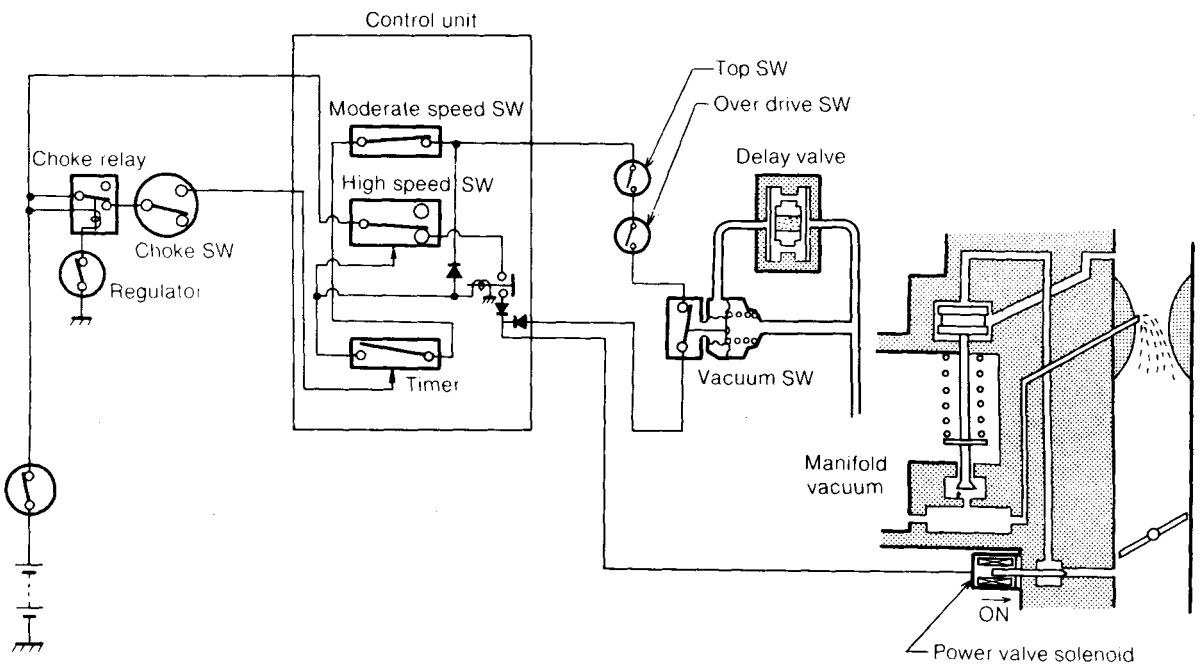 Control unit
Top SW
Over drive SW
Moderate speed SW
Delay valve
Choke relay
High speed SW
Choke SW
Regulator
Timer
Vacuum SW
Manifold
vacuum
ON
Power valve solenoid